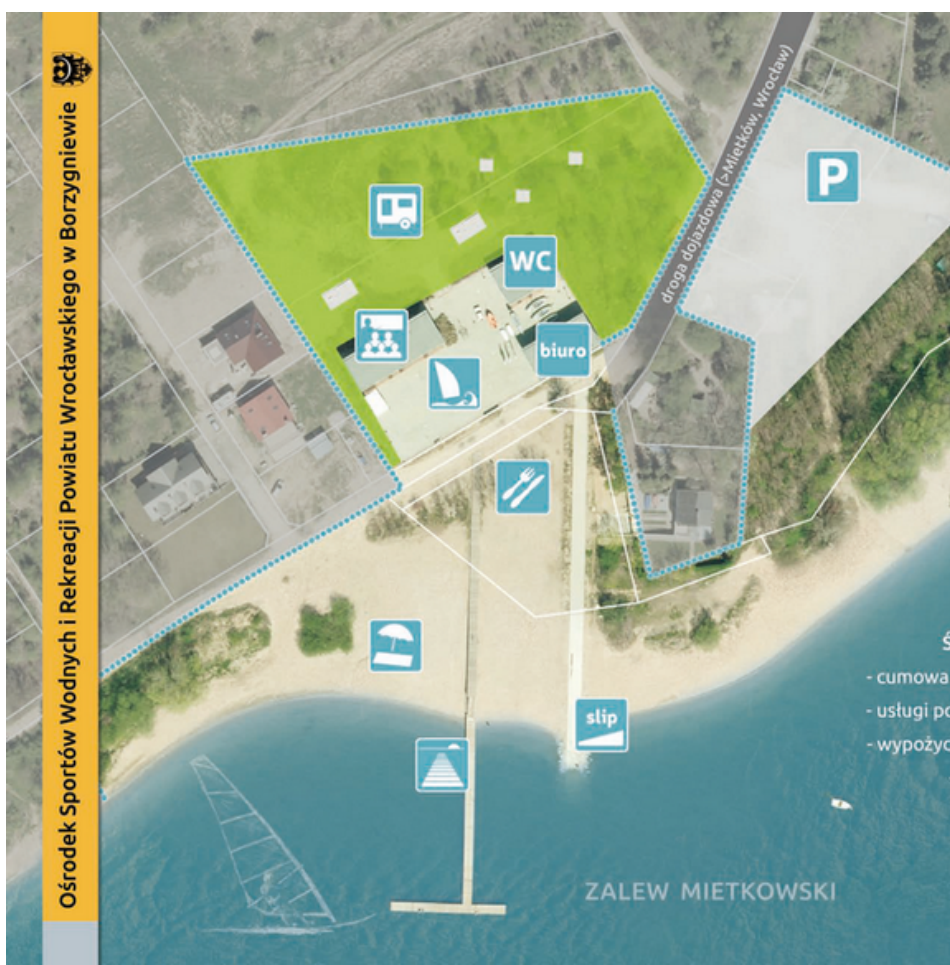 Ośrodek Sportów Wodnych i Rekreacji Powiatu Wrocławskiego w Borzygniewie
droga dojazdowa (>Mietków, Wrocław)
P
WC
biuro
slip
- cumowa
- usługi po
- wypożyc
ZALEW MIETKOWSKI